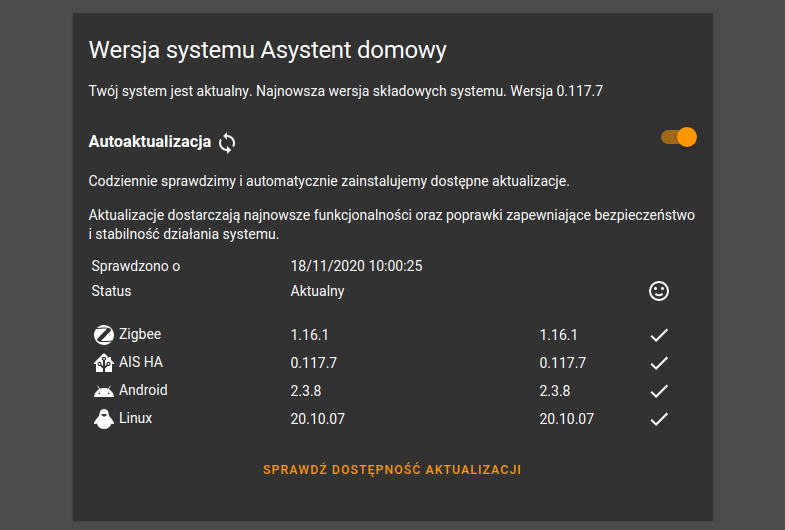 Wersja systemu Asystent domowy
Twój system jest aktualny. Najnowsza wersja składowych systemu. Wersja 0.117.7
Autoaktualizacja
Codziennie sprawdzimy i automatycznie zainstalujemy dostępne aktualizacje.
Aktualizacje dostarczają najnowsze funkcjonalności oraz poprawki zapewniające bezpieczeństwo
i stabilność działania systemu.
Sprawdzono o 18/11/2020 10:00:25
Status Aktualny
Zigbee 1.16.1 1.16.1
AIS HA 0.117.7 0.117.7
Android 2.3.8 2.3.8
Linux 20.10.07 20.10.07
SPRAWDŹ DOSTĘPNOŚĆ AKTUALIZACJI